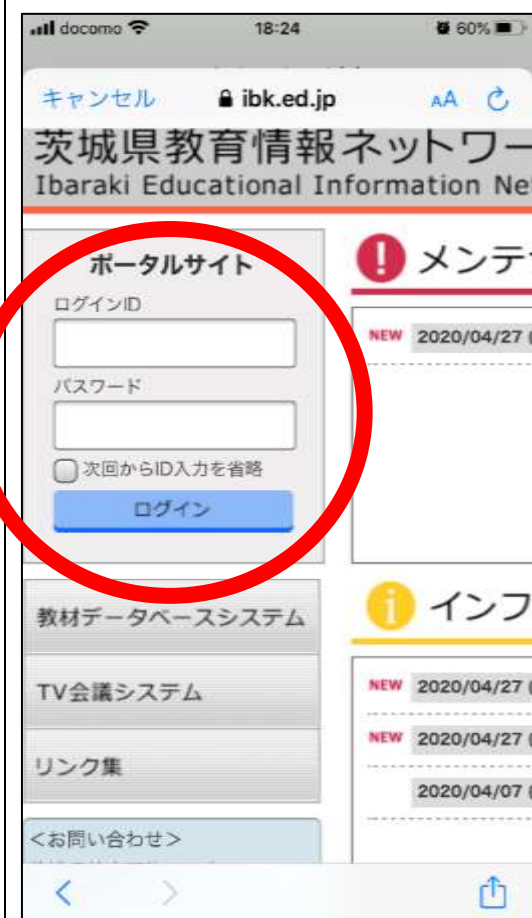 docomo 18:24 60%
キャンセル ibk.ed.jp AA
茨城県教育情報ネットワー
Ibaraki Educational Information Ne
ポータルサイト
ログインID
パスワード
次回からID入力を省略
ログイン
教材データベースシステム
TV会議システム
リンク集
<お問い合わせ>
メンテ
NEW 2020/04/27 (
インフ
NEW 2020/04/27 (
NEW 2020/04/27 (
2020/04/07 (